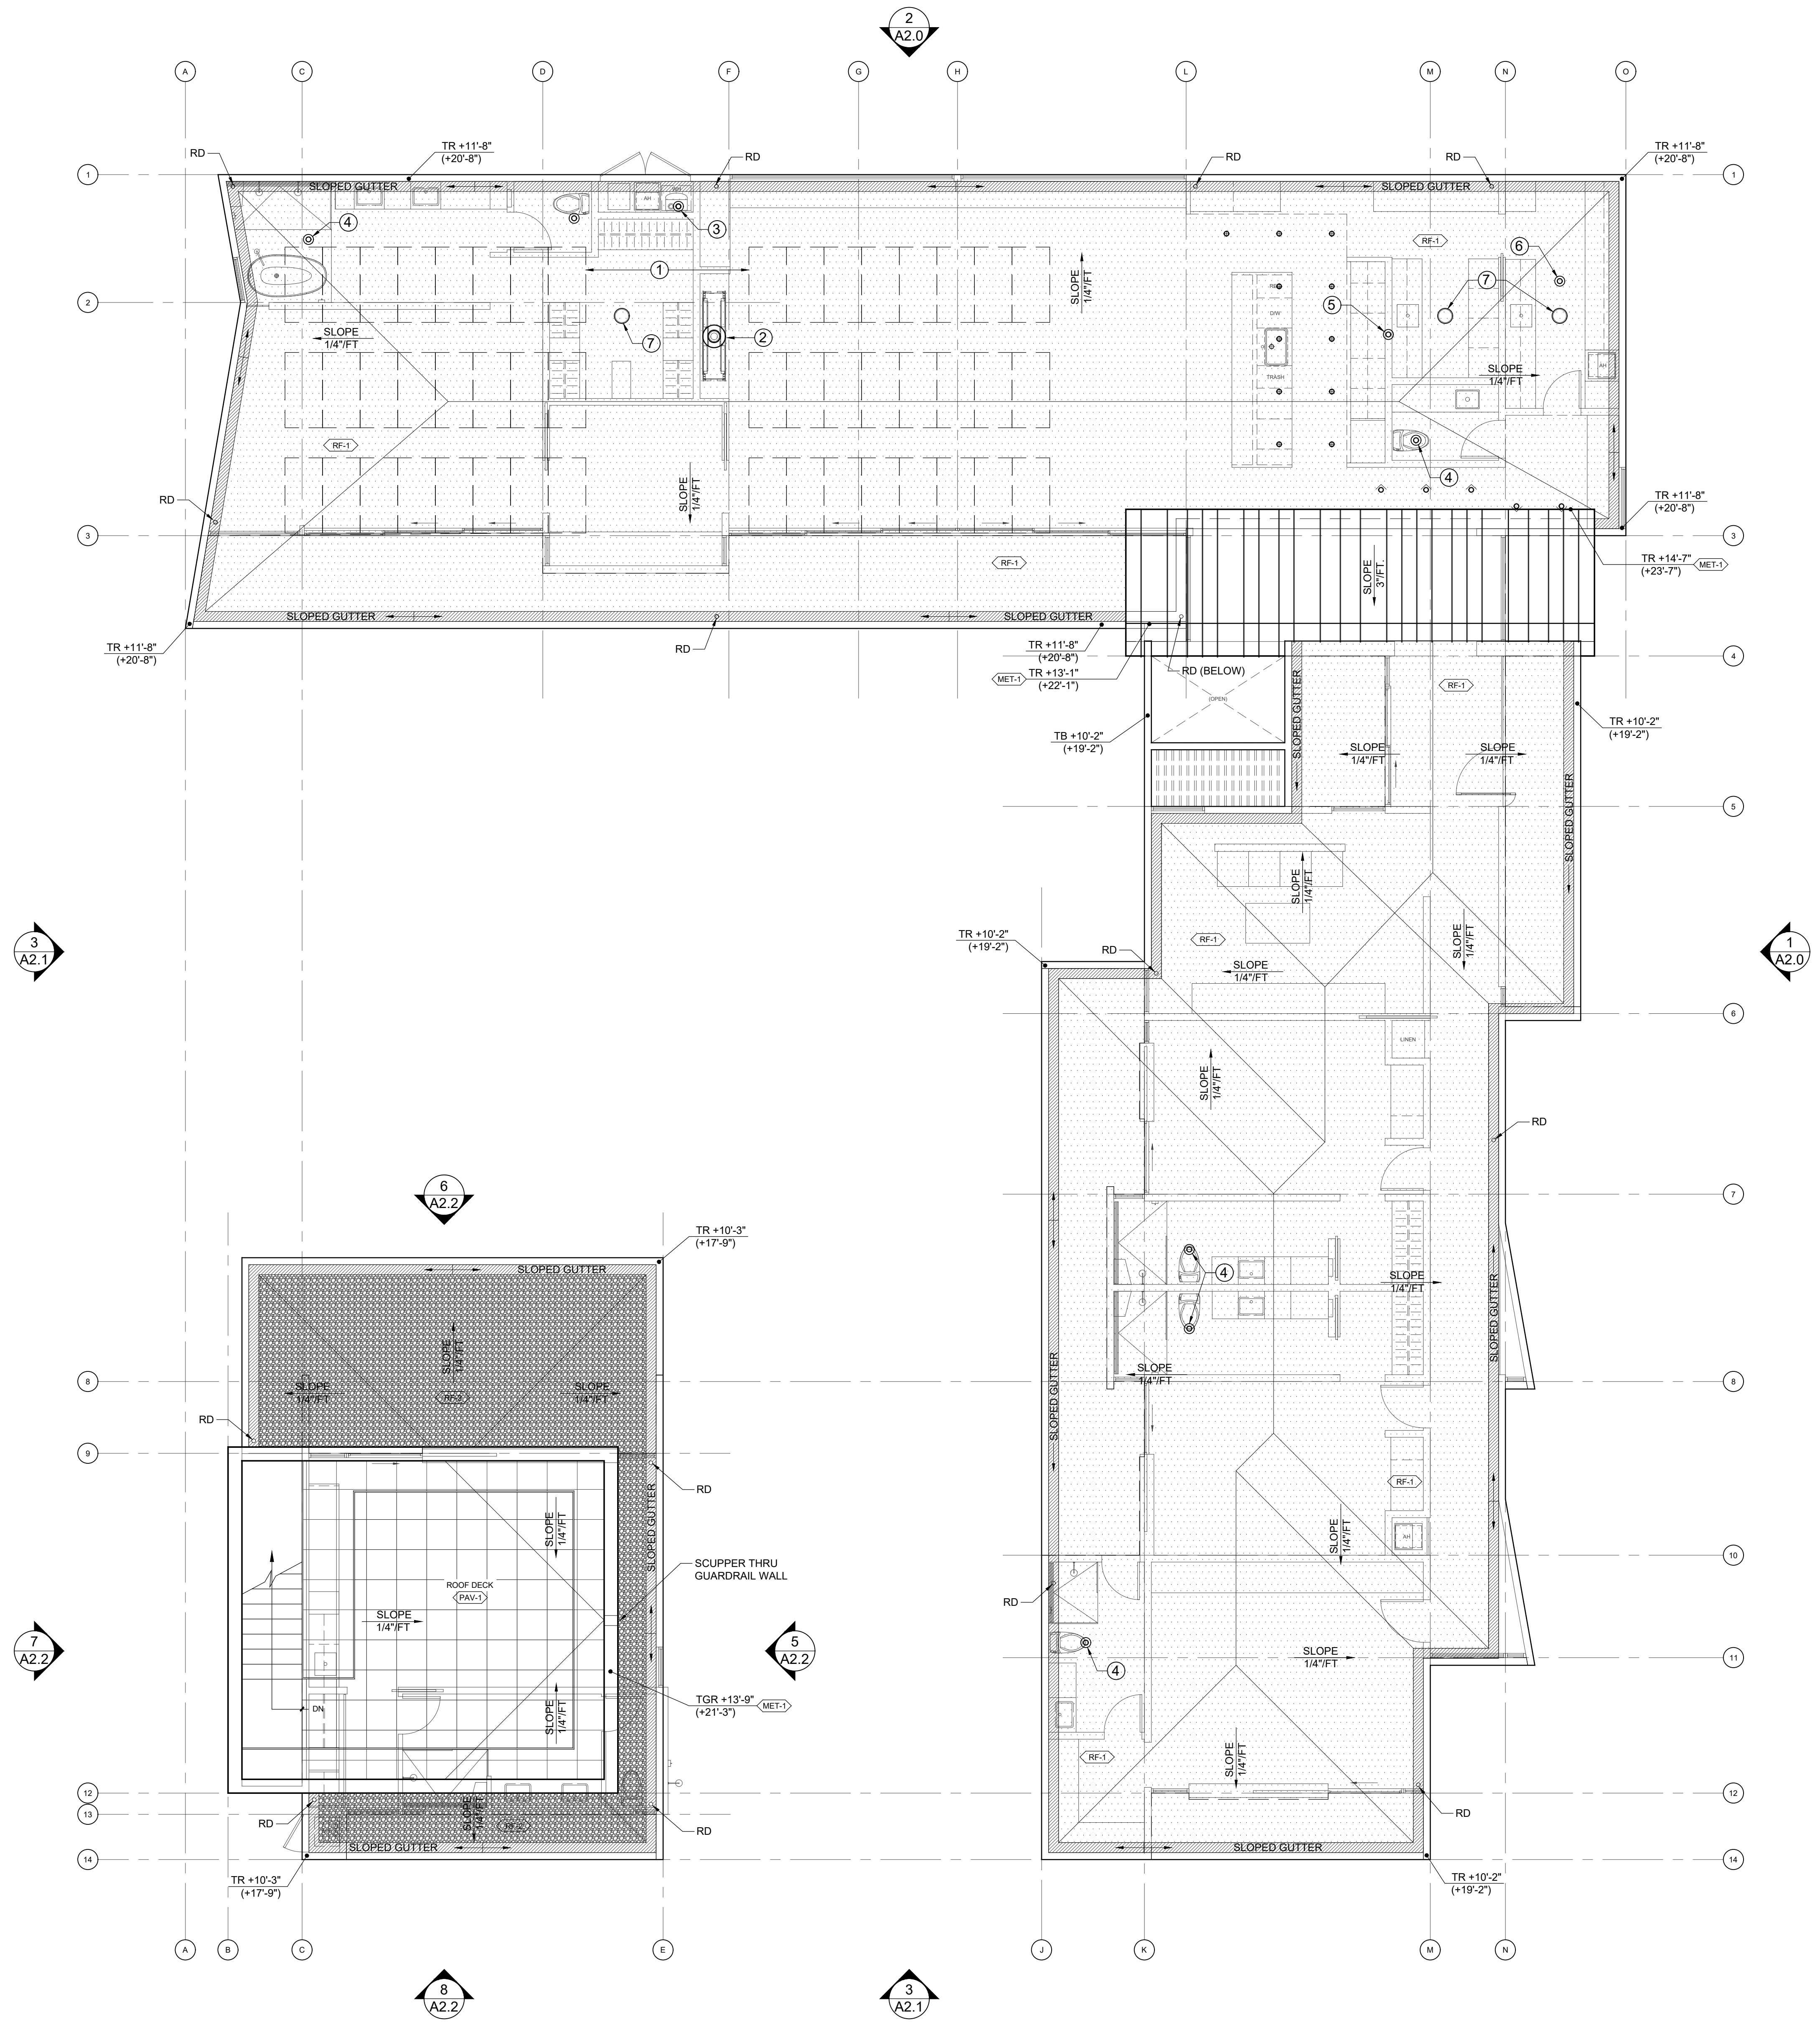 2
A2.0
A
C
D
F
G
H
L
M
N
O
TR +11'-8"
(+20'-8")
TR +11'-8"
(+20'-8")
RD
RD
RD
RD
1
1
SLOPED GUTTER
SLOPED GUTTER
AH
WH
4
3
RF-1
6
1
7
5
SLOPE
1/4"/FT
REF
D/W
2
SLOPE
1/4"/FT
7
2
TRASH
SLOPE
1/4"/FT
AH
RF-1
4
SLOPE
1/4"/FT
RD
TR +11'-8"
(+20'-8")
3
3
RF-1
SLOPE
3"/FT.
TR +14'-7"
(+23'-7")
MET-1
SLOPED GUTTER
SLOPED GUTTER
TR +11'-8"
(+20'-8")
RD
TR +11'-8"
(+20'-8")
MET-1
TR +13'-1"
(+22'-1")
RD (BELOW)
4
RF-1
(OPEN)
SLOPED GUTTER
TB +10'-2"
(+19'-2")
TR +10'-2"
(+19'-2")
SLOPE
1/4"/FT
SLOPE
1/4"/FT
5
SLOPED GUTTER
SLOPE
1/4"/FT
3
A2.1
TR +10'-2"
(+19'-2")
RD
RF-1
SLOPE
1/4"/FT
SLOPE
1/4"/FT
1
A2.0
6
LINEN
SLOPE
1/4"/FT
RD
6
A2.2
7
TR +10'-3"
(+17'-9")
SLOPED GUTTER
4
SLOPE
1/4"/FT
SLOPED GUTTER
SLOPE
1/4"/FT
8
SLOPE
1/4"/FT
RF-2
SLOPE
1/4"/FT
SLOPE
1/4"/FT
8
SLOPED GUTTER
RD
9
RD
RF-1
SLOPED GUTTER
SLOPE
1/4"/FT
SLOPE
1/4"/FT
AH
SCUPPER THRU
GUARDRAIL WALL
10
ROOF DECK
PAV-1
SLOPE
1/4"/FT
RD
7
A2.2
5
A2.2
4
SLOPE
1/4"/FT
11
SLOPE
1/4"/FT
TGR +13'-9"
(+21'-3")
MET-1
DN
RF-1
SLOPE
1/4"/FT
12
12
RD
SLOPE
1/4"/FT
RD
13
RF-2
RD
SLOPED GUTTER
SLOPED GUTTER
14
14
TR +10'-3"
(+17'-9")
TR +10'-2"
(+19'-2")
A
B
C
E
J
K
M
N
8
A2.2
3
A2.1